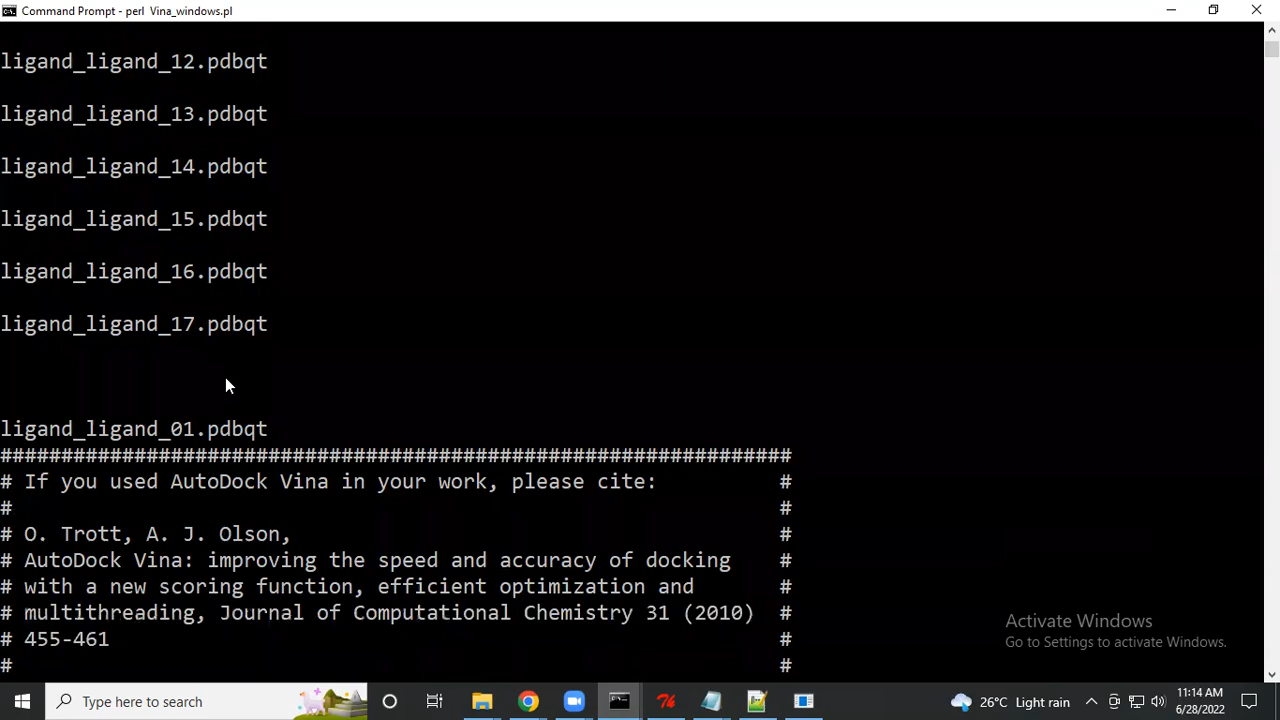 Command Prompt - perl  Vina_windows.pl
ligand_ligand_12.pdbqt
ligand_ligand_13.pdbqt
ligand_ligand_14.pdbqt
ligand_ligand_15.pdbqt
ligand_ligand_16.pdbqt
ligand_ligand_17.pdbqt
ligand_ligand_01.pdbqt
#################################################################
# If you used AutoDock Vina in your work, please cite:          #
#                                                               #
# O. Trott, A. J. Olson,                                        #
# AutoDock Vina: improving the speed and accuracy of docking    #
# with a new scoring function, efficient optimization and       #
# multithreading, Journal of Computational Chemistry 31 (2010)  #
# 455-461                                                       #
#                                                               #
Activate Windows
Go to Settings to activate Windows.
Type here to search
26°C Light rain
11:14 AM
6/28/2022